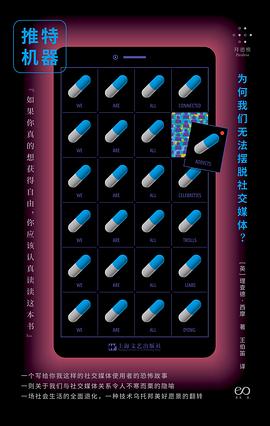 推特
机器
拜德雅
Paideia
为何我们无法摆脱社交媒体?
『如果你真的想获得自由,你应该认真读读这本书』
WE ARE ALL CONNECTED
WE ARE ALL ADDICTS
WE ARE ALL CELEBRITIES
WE ARE ALL TROLLS
WE ARE ALL LIARS
WE ARE ALL DYING
[英]理查德·西摩 著
王伯笛 译
上海文艺出版社
一个写给你我这样的社交媒体使用者的恐怖故事
一则关于我们与社交媒体关系令人不寒而栗的隐喻
一场社会生活的全面退化,一种技术乌托邦美好愿景的翻转